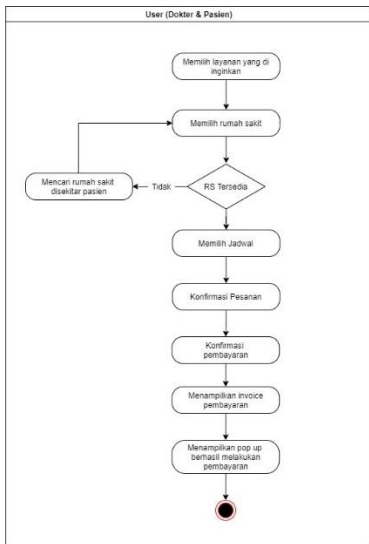 User (Dokter & Pasien)
Memilih layanan yang di
inginkan
Memilih rumah sakit
Mencari rumah sakit
disekitar pasien
Tidak
RS Tersedia
Memilih Jadwal
Konfirmasi Pesanan
Konfirmasi
pembayaran
Menampilkan invoice
pembayaran
Menampilkan pop up
berhasil melakukan
pembayaran